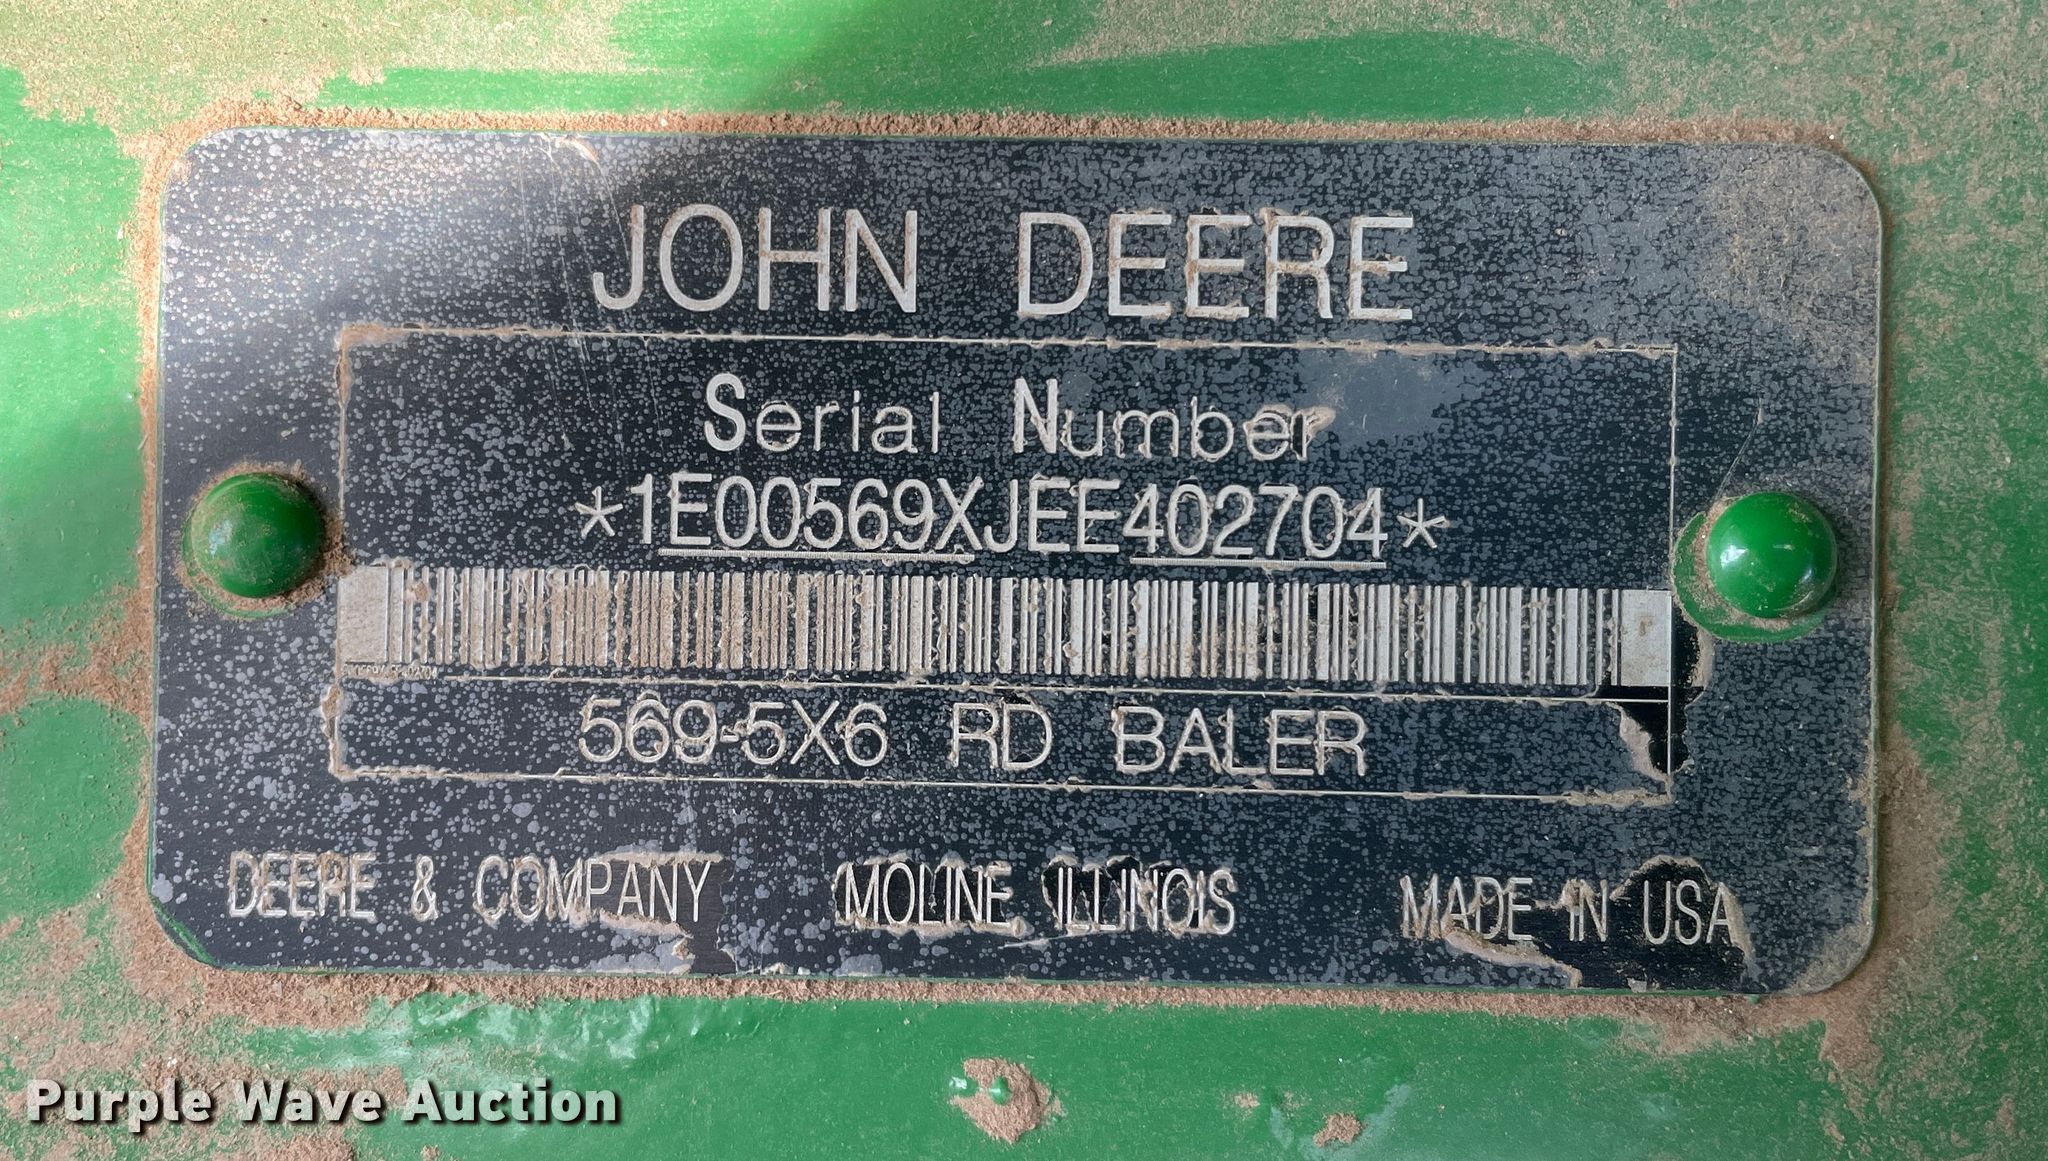 JOHN DEERE
Serial Number
*1E00569XJEE402704*
569-5X6 RD BALER
DEERE & COMPANY MOLINE, ILLINOIS MADE IN USA
Purple Wave Auction